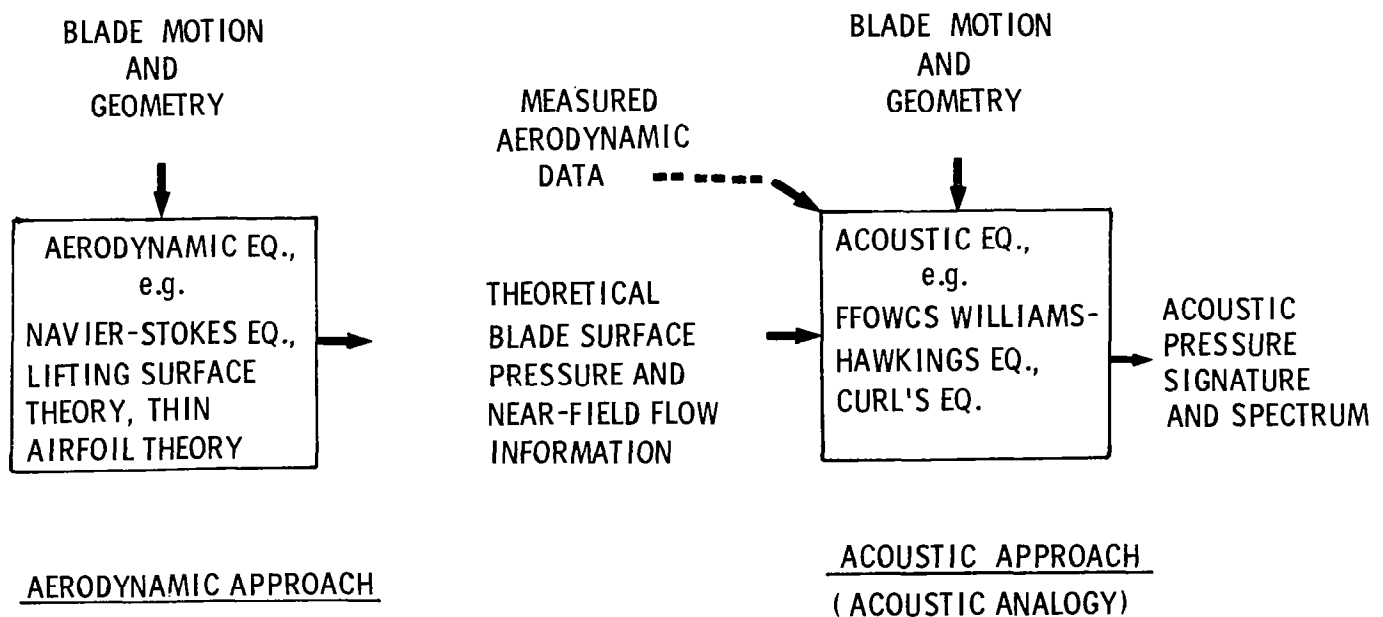 BLADE MOTION
AND
GEOMETRY
AERODYNAMIC EQ.,
e.g.
NAVIER-STOKES EQ.,
LIFTING SURFACE
THEORY, THIN
AIRFOIL THEORY
AERODYNAMIC APPROACH
MEASURED
AERODYNAMIC
DATA
THEORETICAL
BLADE SURFACE
PRESSURE AND
NEAR-FIELD FLOW
INFORMATION
BLADE MOTION
AND
GEOMETRY
ACOUSTIC EQ.,
e.g.
FFOWCS WILLIAMS-
HAWKINGS EQ.,
CURL'S EQ.
ACOUSTIC
PRESSURE
SIGNATURE
AND SPECTRUM
ACOUSTIC APPROACH
(ACOUSTIC ANALOGY)